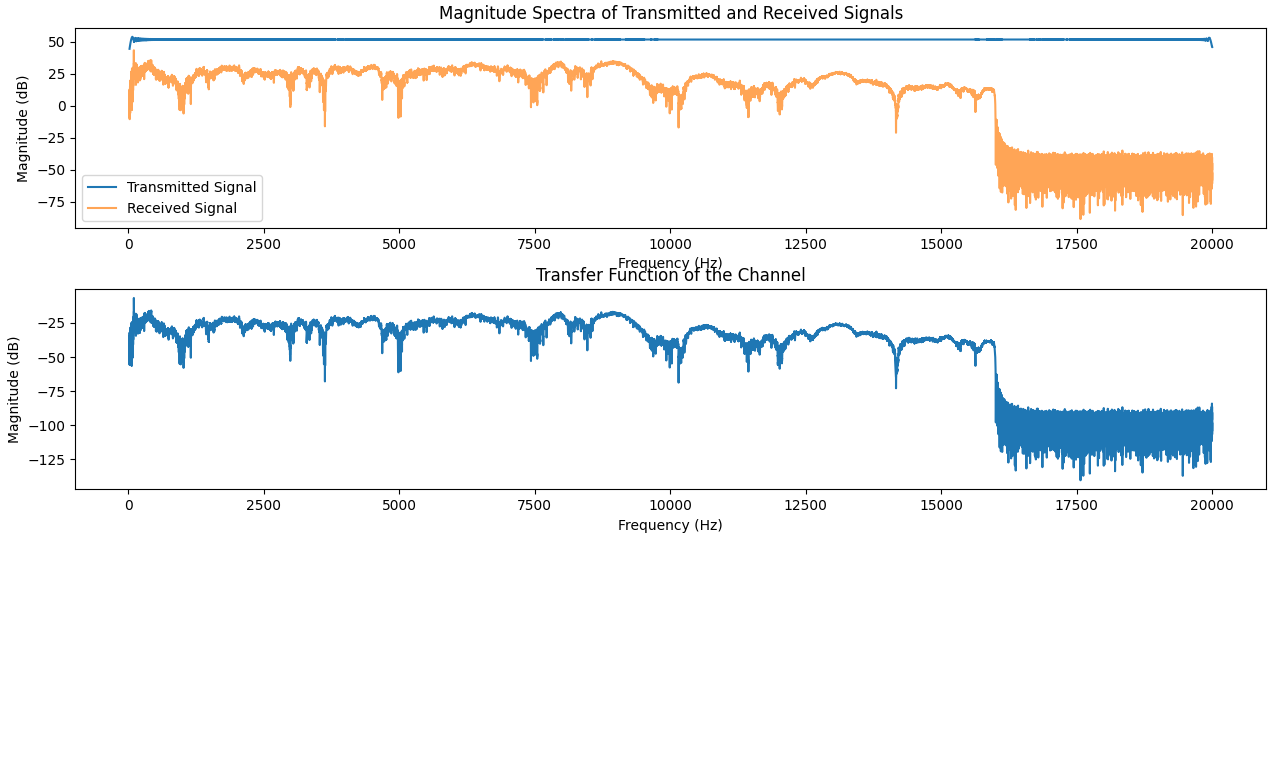 Magnitude Spectra of Transmitted and Received Signals
50
25
0
−25
−50
−75
Magnitude (dB)
Transmitted Signal
Received Signal
0 2500 5000 7500 10000 12500 15000 17500 20000
Frequency (Hz)
Transfer Function of the Channel
−25
−50
−75
−100
−125
Magnitude (dB)
0 2500 5000 7500 10000 12500 15000 17500 20000
Frequency (Hz)